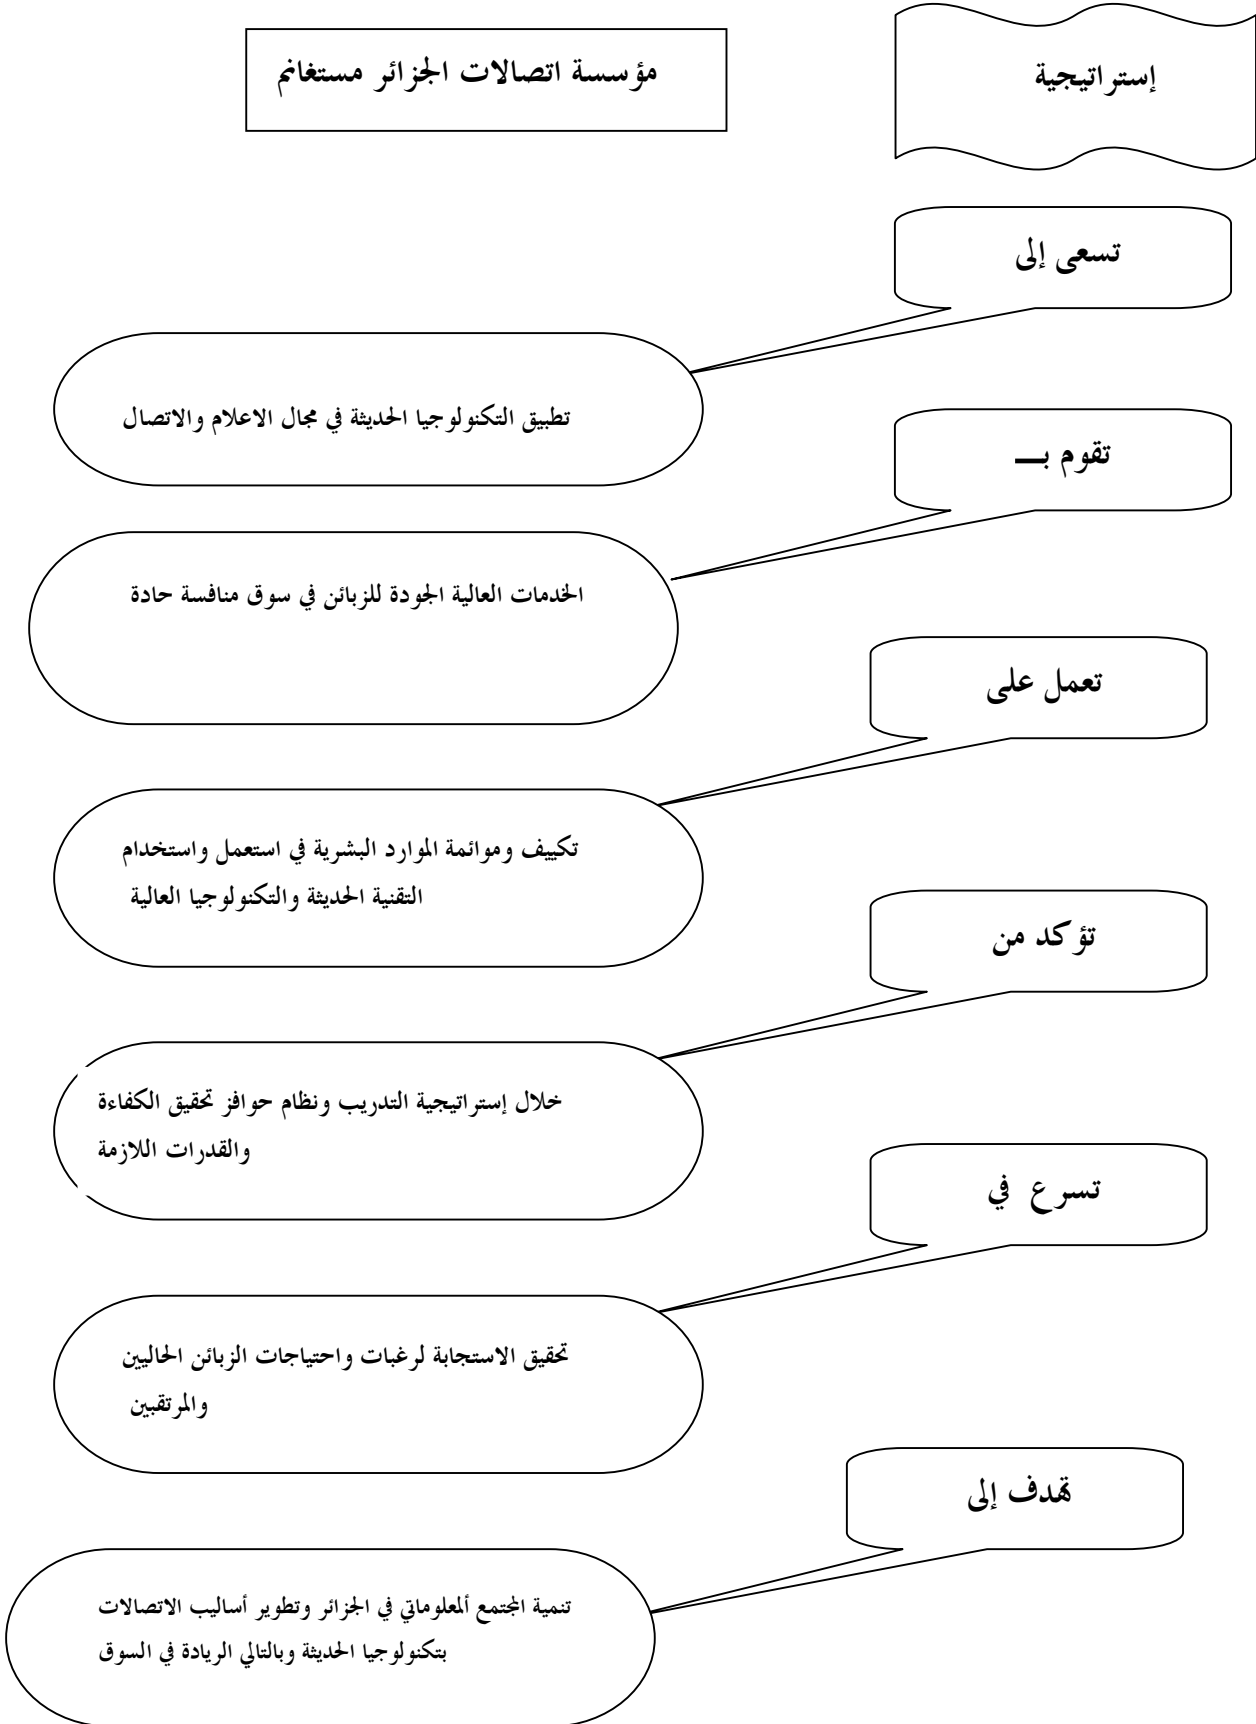 إستراتيجية
مؤسسة اتصالات الجزائر مستغانم
تسعى إلى
تطبيق التكنولوجيا الحديثة في مجال الاعلام والاتصال
تقوم بــ
الخدمات العالية الجودة للزبائن في سوق منافسة حادة
تعمل على
تكييف وموائمة الموارد البشرية في استعمل واستخدام
التقنية الحديثة والتكنولوجيا العالية
تؤكد من
خلال إستراتيجية التدريب ونظام حوافز تحقيق الكفاءة
والقدرات اللازمة
تسرع في
تحقيق الاستجابة لرغبات واحتياجات الزبائن الحاليين
والمرتقبين
تهدف إلى
تنمية المجتمع ألمعلوماتي في الجزائر وتطوير أساليب الاتصالات
بتكنولوجيا الحديثة وبالتالي الريادة في السوق